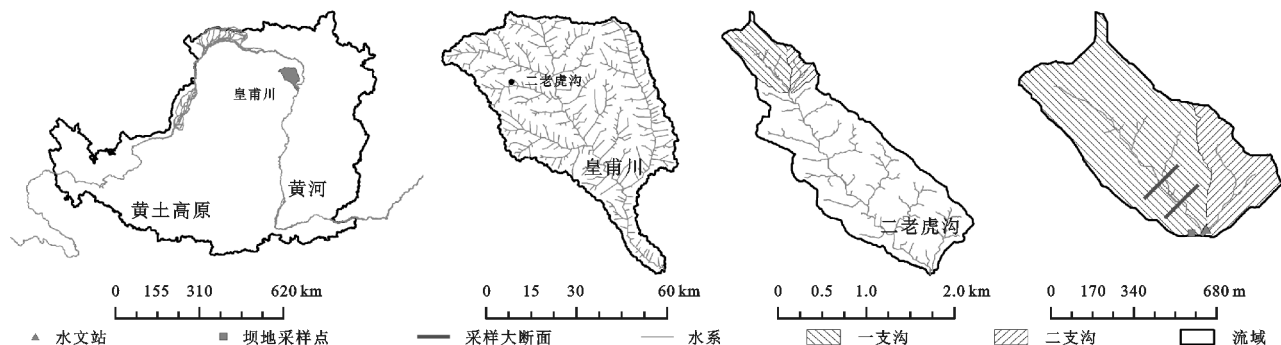 皇甫川
黄河
黄土高原
0 155 310 620 km
二老虎沟
皇甫川
0 15 30 60 km
二老虎沟
0 0.5 1.0 2.0 km
0 170 340 680 m
水文站 坝地采样点 采样大断面 水系 一支沟 二支沟 流域